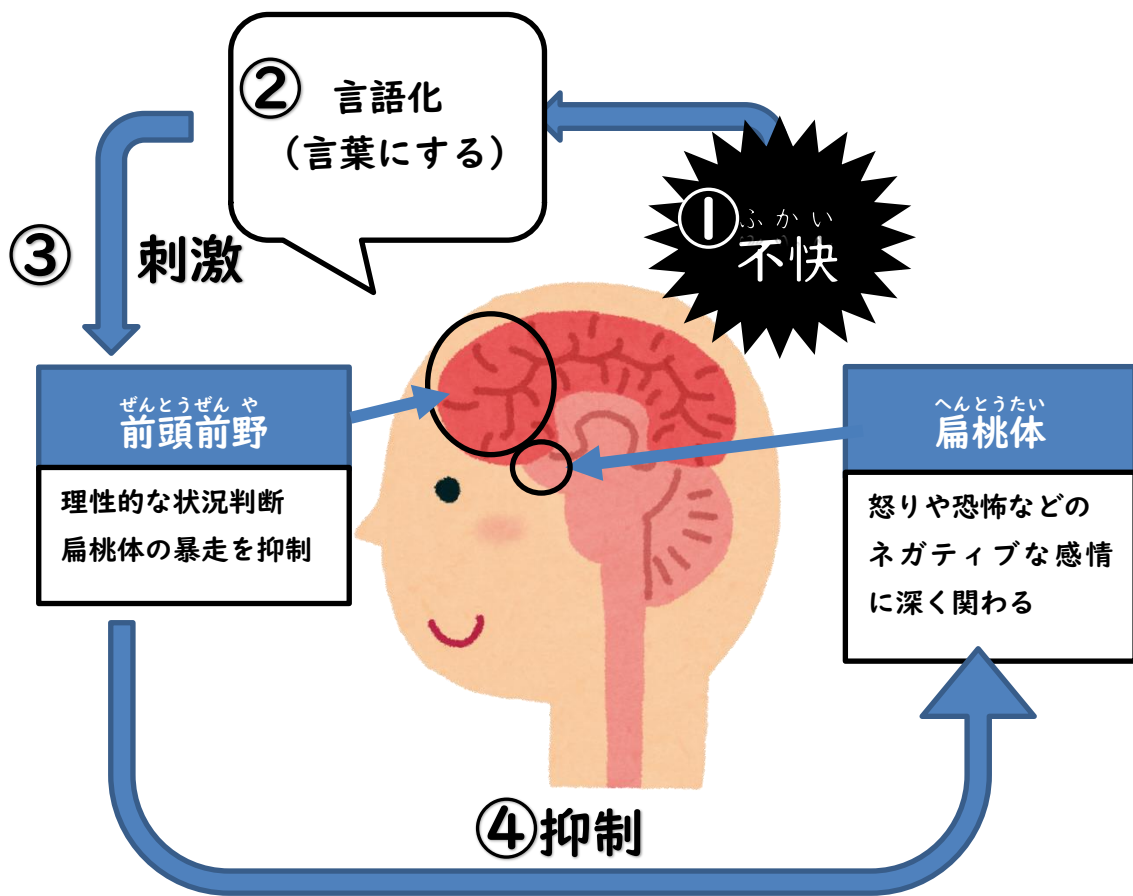 ①不快
ふかい
②言語化
(言葉にする)
③刺激
ぜんとうぜんや
前頭前野
理性的な状況判断
扁桃体の暴走を抑制
へんとうたい
扁桃体
怒りや恐怖などの
ネガティブな感情
に深く関わる
④抑制